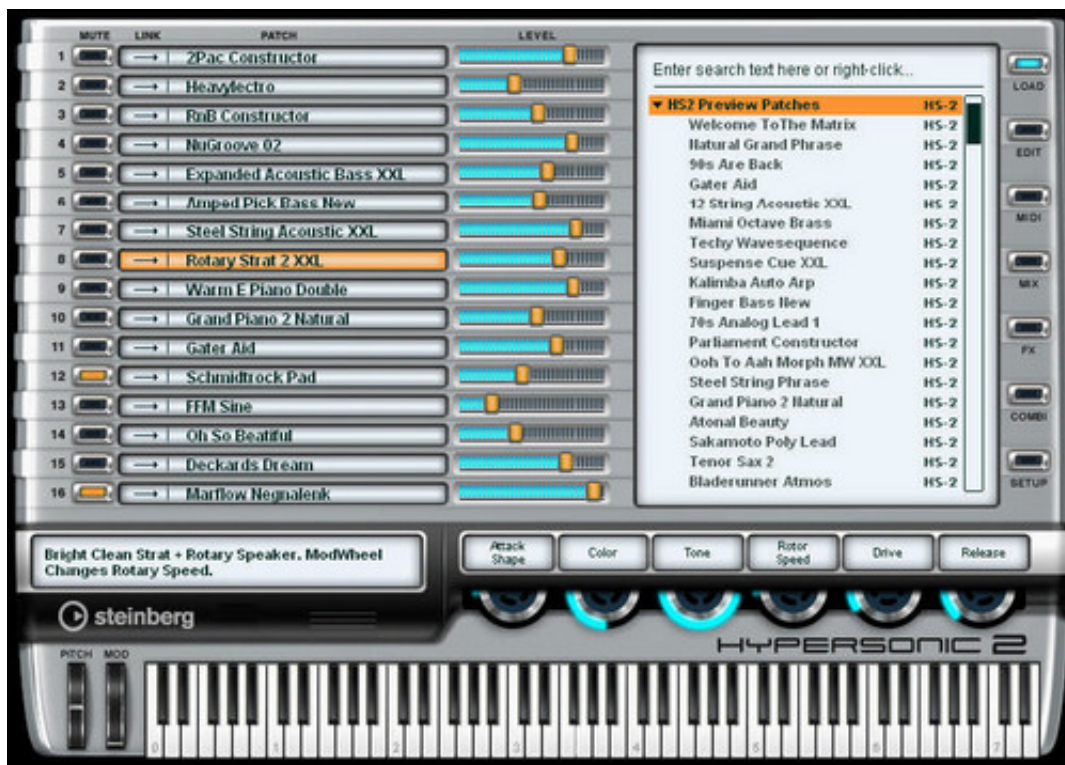 MUTE LINK PATCH LEVEL
1 2Pac Constructor
2 Heavylectro
3 RnB Constructor
4 NuGroove 02
5 Expanded Acoustic Bass XXL
6 Amped Pick Bass New
7 Steel String Acoustic XXL
8 Rotary Strat 2 XXL
9 Warm E Piano Double
10 Grand Piano 2 Natural
11 Gater Aid
12 Schmidtrock Pad
13 FFM Sine
14 Oh So Beatiful
15 Deckards Dream
16 Marflow Negnalenk
Enter search text here or right-click...
HS2 Preview Patches HS-2
Welcome ToThe Matrix HS-2
Natural Grand Phrase HS-2
90s Are Back HS-2
Gater Aid HS-2
12 String Acoustic XXL HS-2
Miami Octave Brass HS-2
Techy Wavesequence HS-2
Suspense Cue XXL HS-2
Kalimba Auto Arp HS-2
Finger Bass New HS-2
70s Analog Lead 1 HS-2
Parliament Constructor HS-2
Ooh To Aah Morph MW XXL HS-2
Steel String Phrase HS-2
Grand Piano 2 Natural HS-2
Atonal Beauty HS-2
Sakamoto Poly Lead HS-2
Tenor Sax 2 HS-2
Bladerunner Atmos HS-2
LOAD
EDIT
MIDI
MIX
FX
COMBI
SETUP
Bright Clean Strat + Rotary Speaker. ModWheel
Changes Rotary Speed.
Attack
Shape
Color
Tone
Rotor
Speed
Drive
Release
steinberg
HYPERSONIC 2
PITCH MOD
0 1 2 3 4 5 6 7